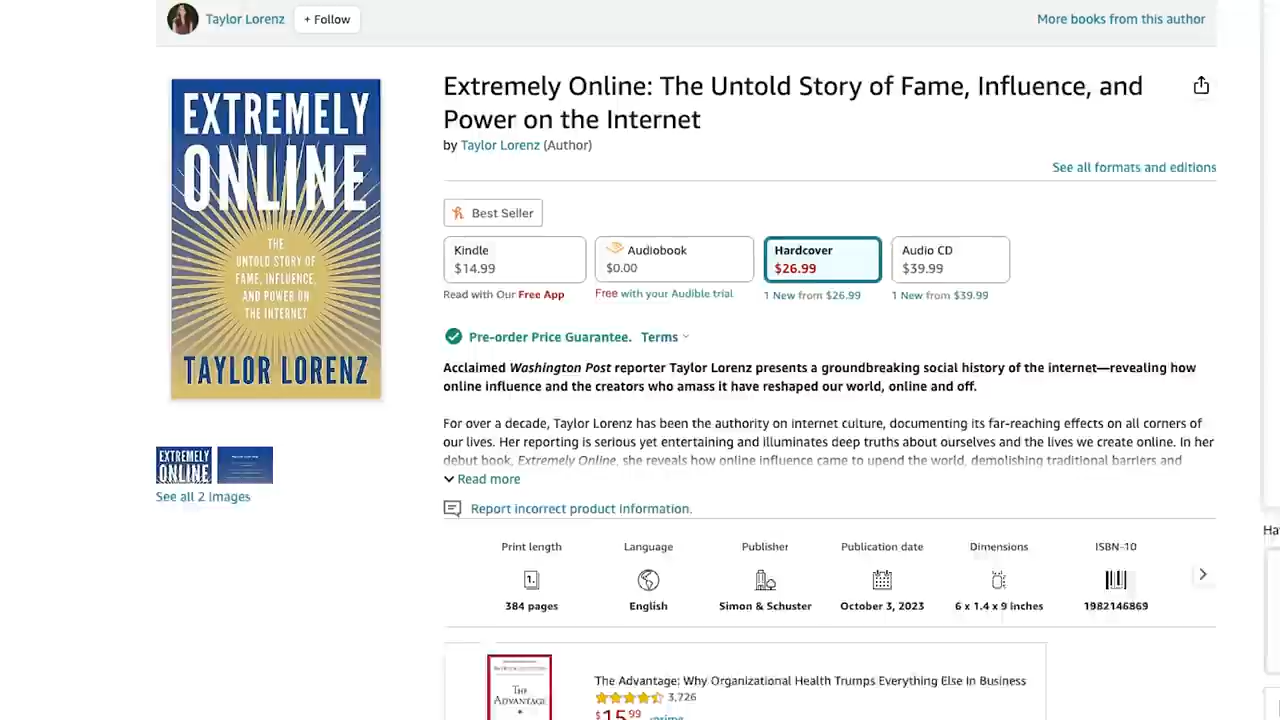 Taylor Lorenz
+ Follow
More books from this author
EXTREMELY
ONLINE
THE
UNTOLD STORY OF
FAME, INFLUENCE,
AND POWER ON
THE INTERNET
TAYLOR LORENZ
EXTREMELY
ONLINE
See all 2 images
Extremely Online: The Untold Story of Fame, Influence, and
Power on the Internet
by Taylor Lorenz (Author)
See all formats and editions
Best Seller
Kindle
$14.99
Read with Our Free App
Audiobook
$0.00
Free with your Audible trial
Hardcover
$26.99
1 New from $26.99
Audio CD
$39.99
1 New from $39.99
Pre-order Price Guarantee. Terms
Acclaimed Washington Post reporter Taylor Lorenz presents a groundbreaking social history of the internet—revealing how
online influence and the creators who amass it have reshaped our world, online and off.
For over a decade, Taylor Lorenz has been the authority on internet culture, documenting its far-reaching effects on all corners of
our lives. Her reporting is serious yet entertaining and illuminates deep truths about ourselves and the lives we create online. In her
debut book, Extremely Online, she reveals how online influence came to upend the world, demolishing traditional barriers and
Read more
Report incorrect product information.
Print length
1.
384 pages
Language
English
Publisher
Simon & Schuster
Publication date
October 3, 2023
Dimensions
6 x 1.4 x 9 inches
ISBN-10
1982146869
THE
ADVANTAGE
The Advantage: Why Organizational Health Trumps Everything Else In Business
3,726
$15.99 prime
Ha